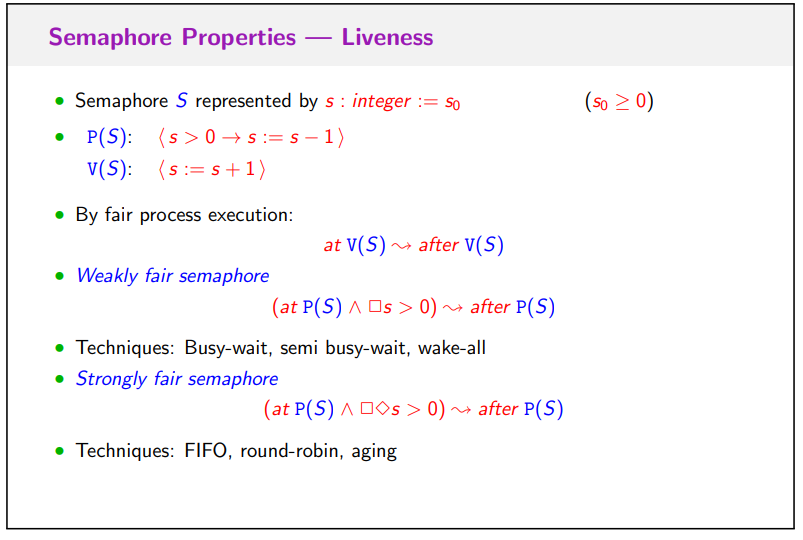 Semaphore Properties — Liveness
• Semaphore S represented by s : integer := s₀ (s₀ ≥ 0)
• P(S): ⟨ s > 0 → s := s − 1 ⟩
V(S): ⟨ s := s + 1 ⟩
• By fair process execution:
at V(S) ⤳ after V(S)
• Weakly fair semaphore
(at P(S) ∧ □s > 0) ⤳ after P(S)
• Techniques: Busy-wait, semi busy-wait, wake-all
• Strongly fair semaphore
(at P(S) ∧ □◇s > 0) ⤳ after P(S)
• Techniques: FIFO, round-robin, aging